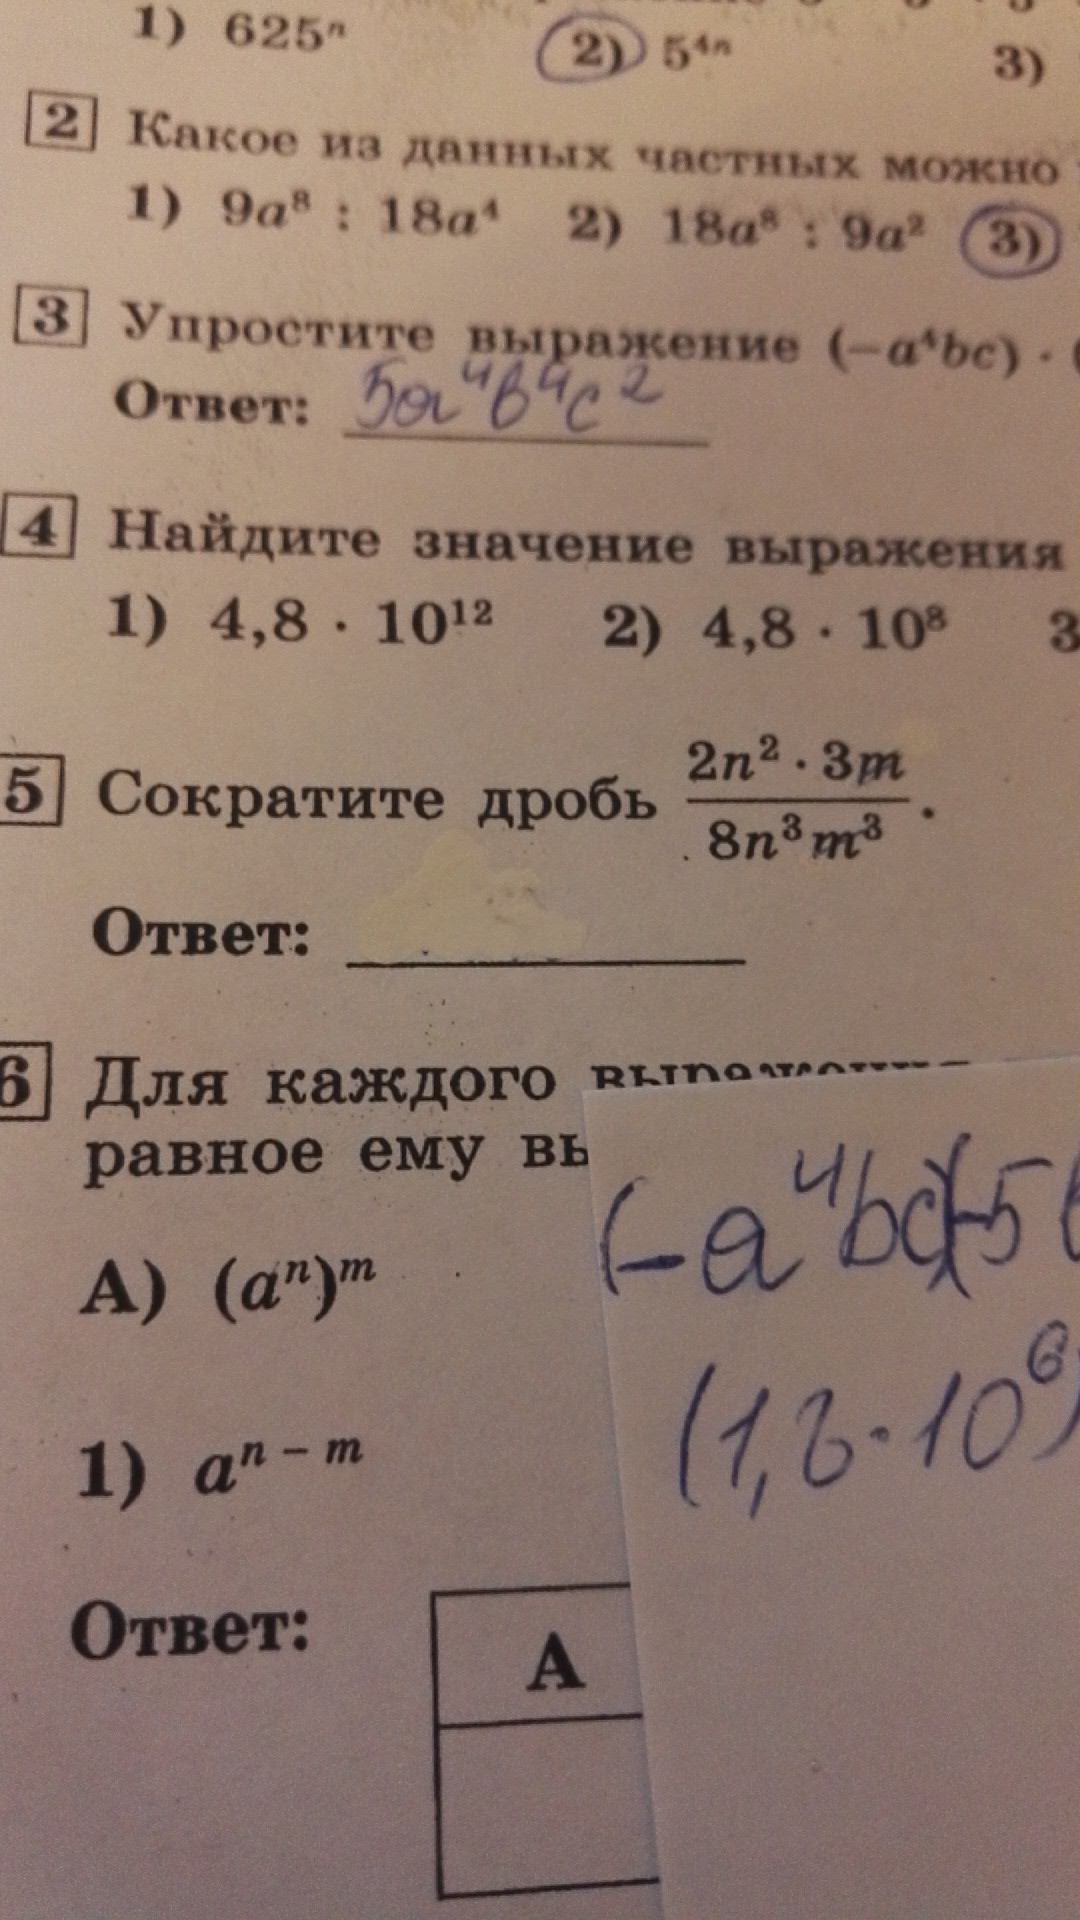 1) 625ⁿ 2) 5⁴ⁿ 3)
2 Какое из данных частных можно
1) 9a⁸ : 18a⁴ 2) 18a⁸ : 9a² 3)
3 Упростите выражение (−a⁴bc) · (
Ответ: 5a⁴b⁴c²
4 Найдите значение выражения
1) 4,8 · 10¹² 2) 4,8 · 10⁸ 3
5 Сократите дробь 2n² · 3m / 8n³m³ .
Ответ:
6 Для каждого
равное ему вы
(−a⁴bc)(−5
А) (aⁿ)ᵐ
(1,8·10⁶)
1) aⁿ ⁻ ᵐ
Ответ:
А